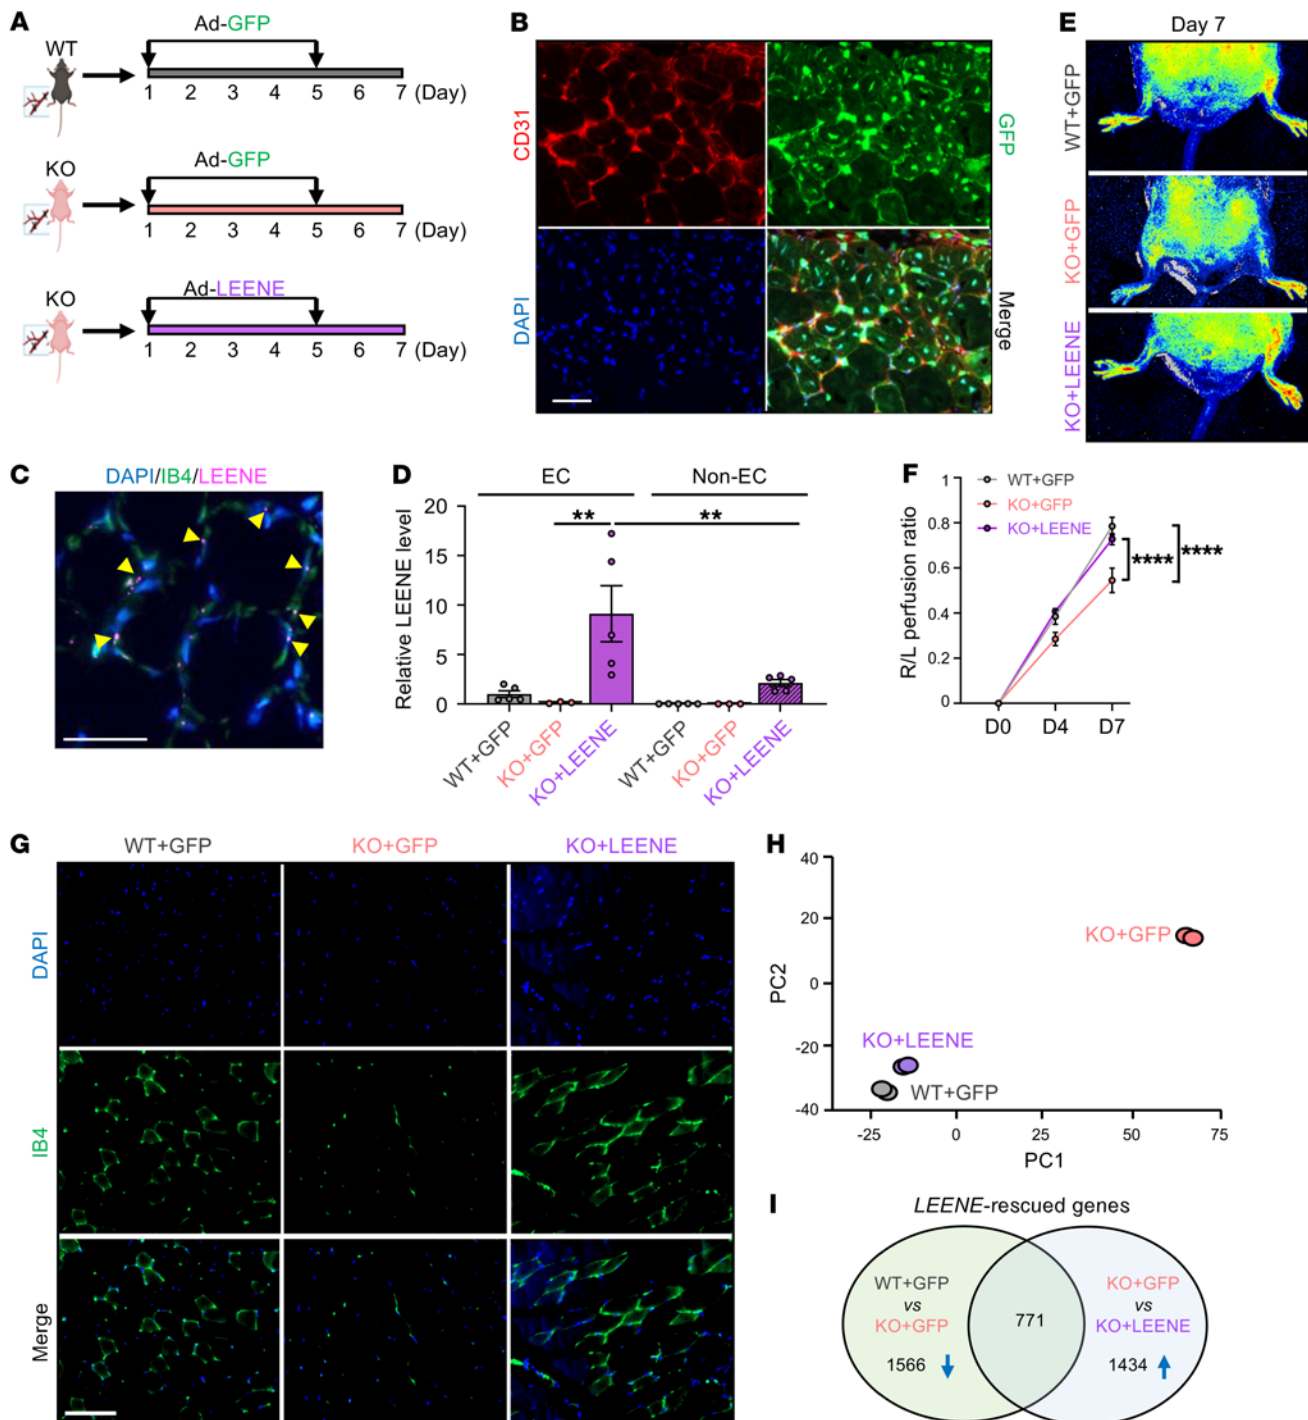 A
WT
Ad-GFP
1 2 3 4 5 6 7 (Day)
KO
Ad-GFP
1 2 3 4 5 6 7 (Day)
KO
Ad-LEENE
1 2 3 4 5 6 7 (Day)
B
CD31
GFP
DAPI
Merge
E
Day 7
WT+GFP
KO+GFP
KO+LEENE
C
DAPI/IB4/LEENE
D
EC
Non-EC
Relative LEENE level
20
15
10
5
0
** **
WT+GFP
KO+GFP
KO+LEENE
WT+GFP
KO+GFP
KO+LEENE
F
R/L perfusion ratio
1
0.8
0.6
0.4
0.2
0
WT+GFP
KO+GFP
KO+LEENE
**** ****
D0 D4 D7
G
WT+GFP KO+GFP KO+LEENE
DAPI
IB4
Merge
H
PC2
40
20
0
-20
-40
KO+GFP
KO+LEENE
WT+GFP
-25 0 25 50 75
PC1
I
LEENE-rescued genes
WT+GFP
vs
KO+GFP
1566
771
KO+GFP
vs
KO+LEENE
1434